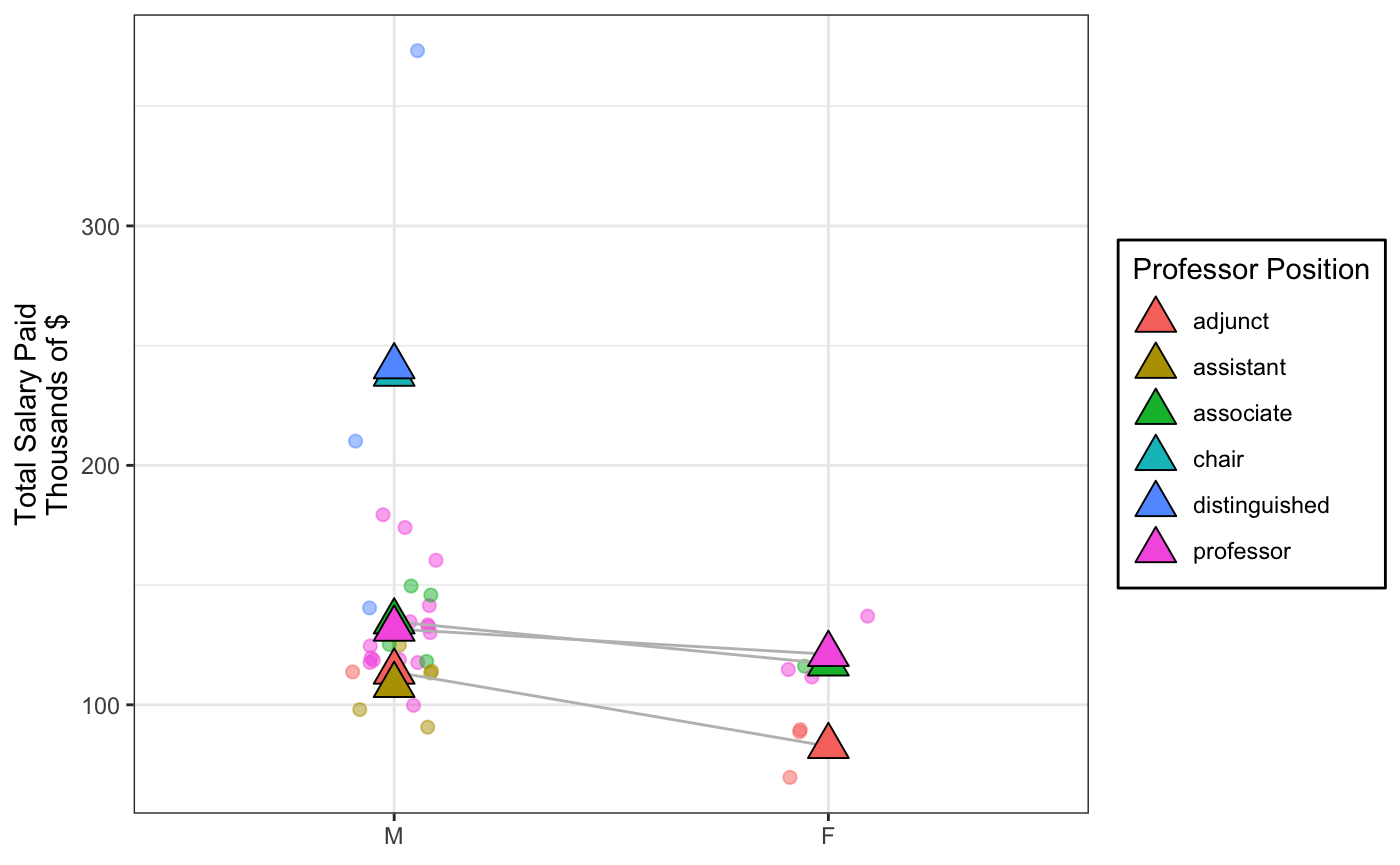 Total Salary Paid
Thousands of $
300
200
100
M
F
Professor Position
adjunct
assistant
associate
chair
distinguished
professor